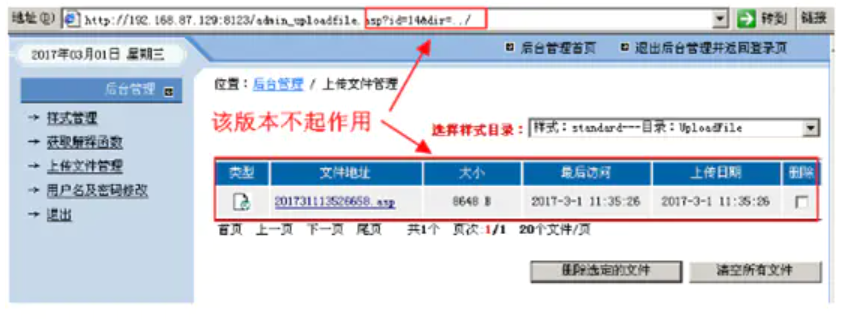 地址(D) http://192.168.87.129:8123/admin_uploadfile.asp?id=14&dir=../ 转到 链接
2017年03月01日 星期三
后台管理首页 退出后台管理并返回登录页
后台管理
位置：后台管理 / 上传文件管理
→ 样式管理
→ 获取解释函数
→ 上传文件管理
→ 用户名及密码修改
→ 退出
该版本不起作用
选择样式目录： 样式：standard---目录：UploadFile
类型 文件地址 大小 最后访问 上传日期 删除
201731113526658.asp 8648 B 2017-3-1 11:35:26 2017-3-1 11:35:26
首页 上一页 下一页 尾页 共1个 页次:1/1 20个文件/页
删除选定的文件 清空所有文件